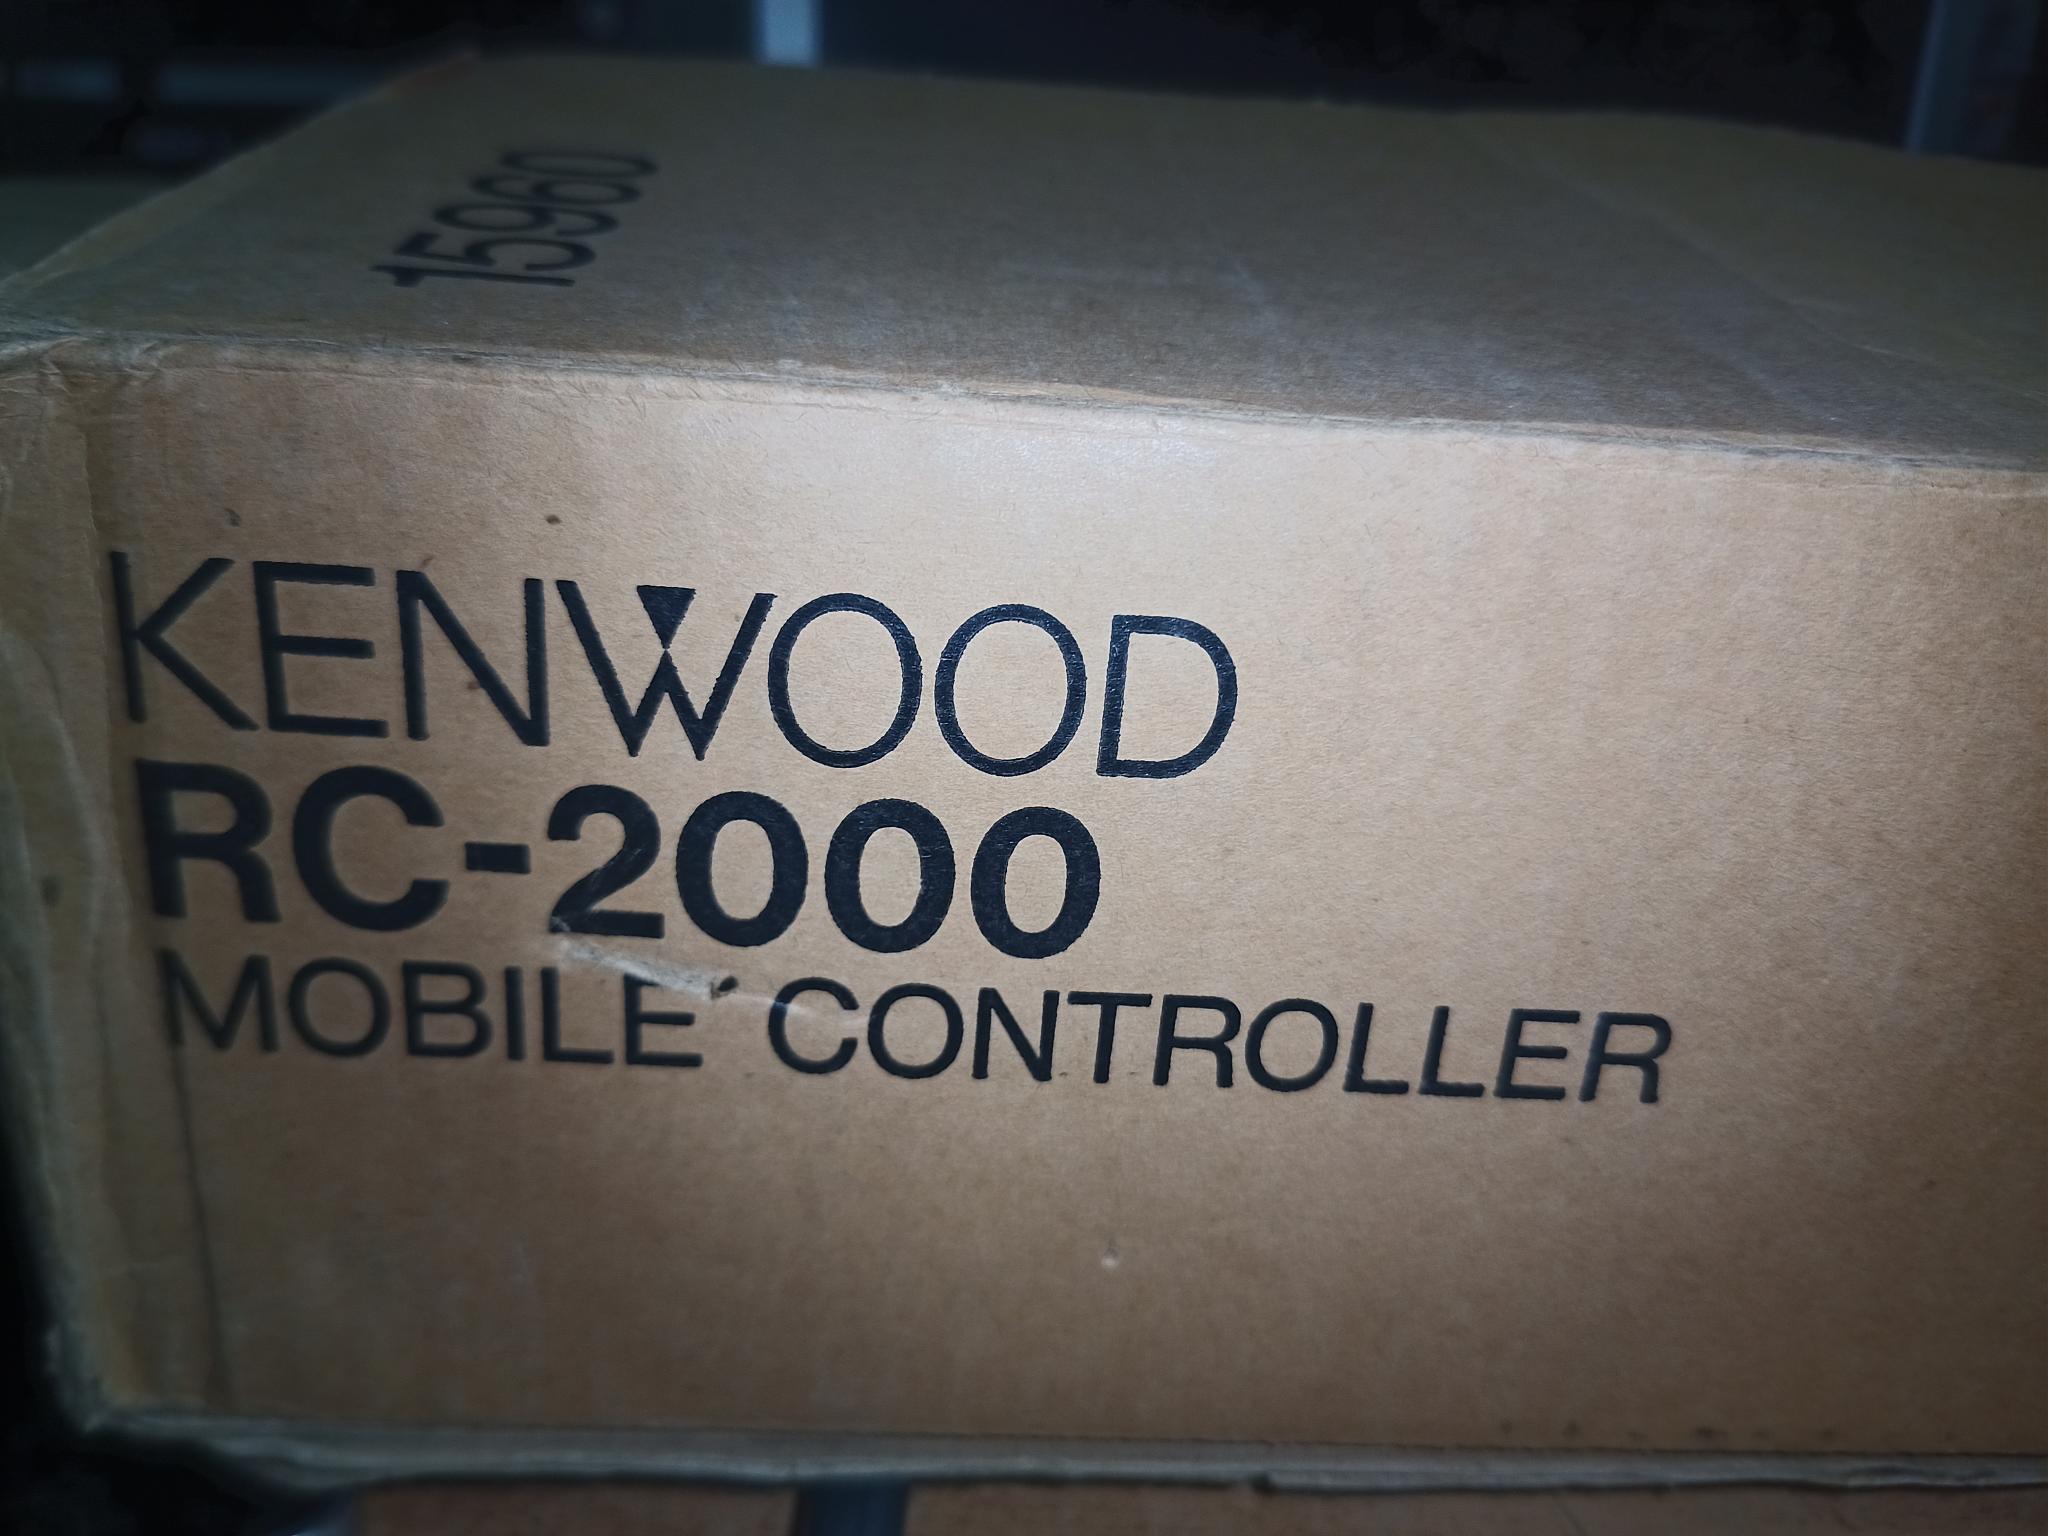 15960
KENWOOD
RC-2000
MOBILE CONTROLLER